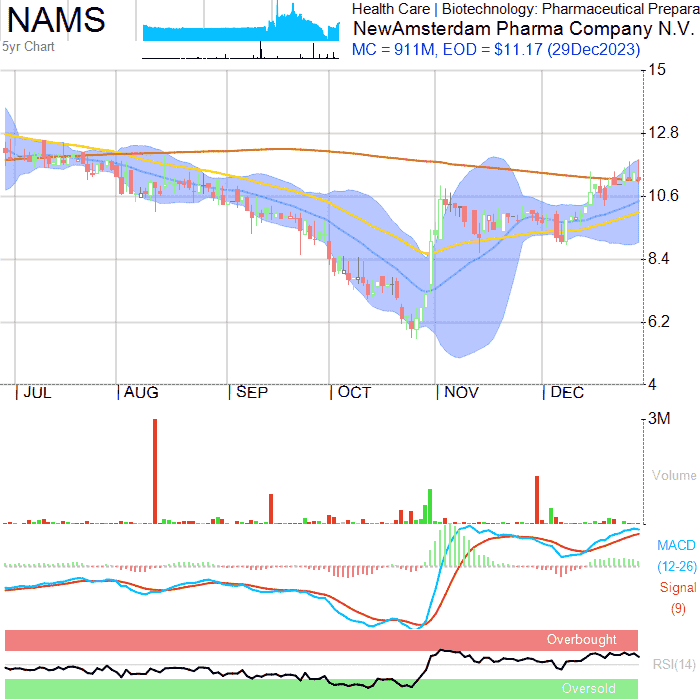 NAMS
Health Care | Biotechnology: Pharmaceutical Prepara
NewAmsterdam Pharma Company N.V.
5yr Chart
MC = 911M, EOD = $11.17 (29Dec2023)
15
12.8
10.6
8.4
6.2
4
| JUL | AUG | SEP | OCT | NOV | DEC
3M
Volume
MACD
(12-26)
Signal
(9)
Overbought
RSI(14)
Oversold